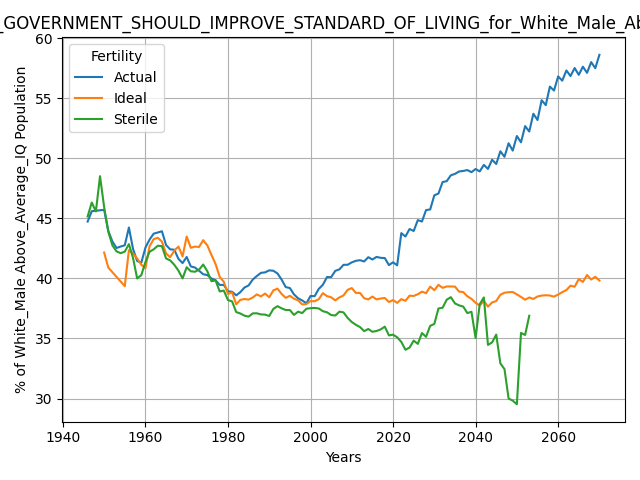 _GOVERNMENT_SHOULD_IMPROVE_STANDARD_OF_LIVING_for_White_Male_Ab
Fertility
Actual
Ideal
Sterile
% of White_Male Above_Average_IQ Population
60
55
50
45
40
35
30
1940
1960
1980
2000
2020
2040
2060
Years